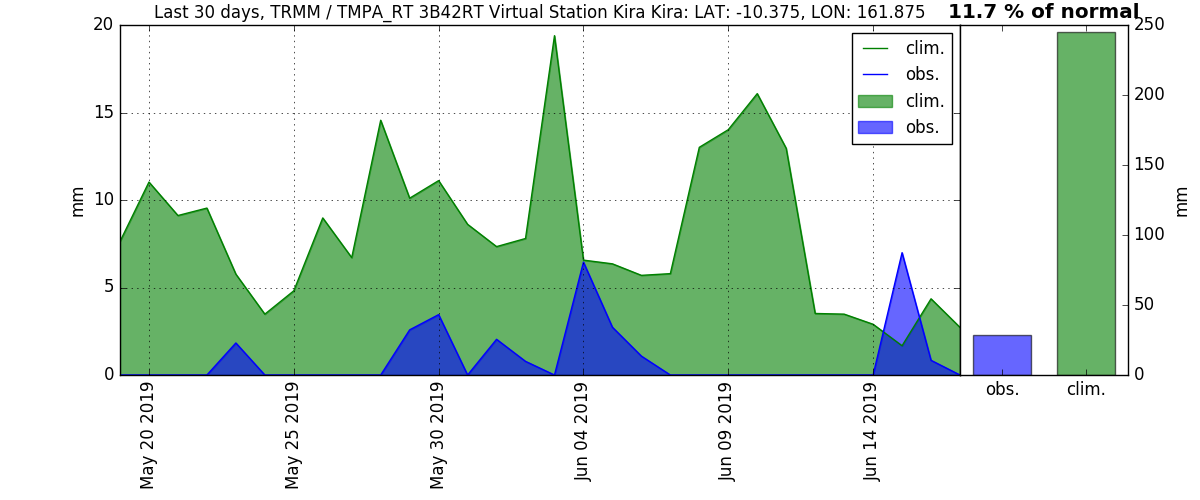 Last 30 days, TRMM / TMPA_RT 3B42RT Virtual Station Kira Kira: LAT: -10.375, LON: 161.875
11.7 % of normal
20
15
10
5
0
mm
clim.
obs.
clim.
obs.
250
200
150
100
50
0
mm
obs.
clim.
May 20 2019
May 25 2019
May 30 2019
Jun 04 2019
Jun 09 2019
Jun 14 2019